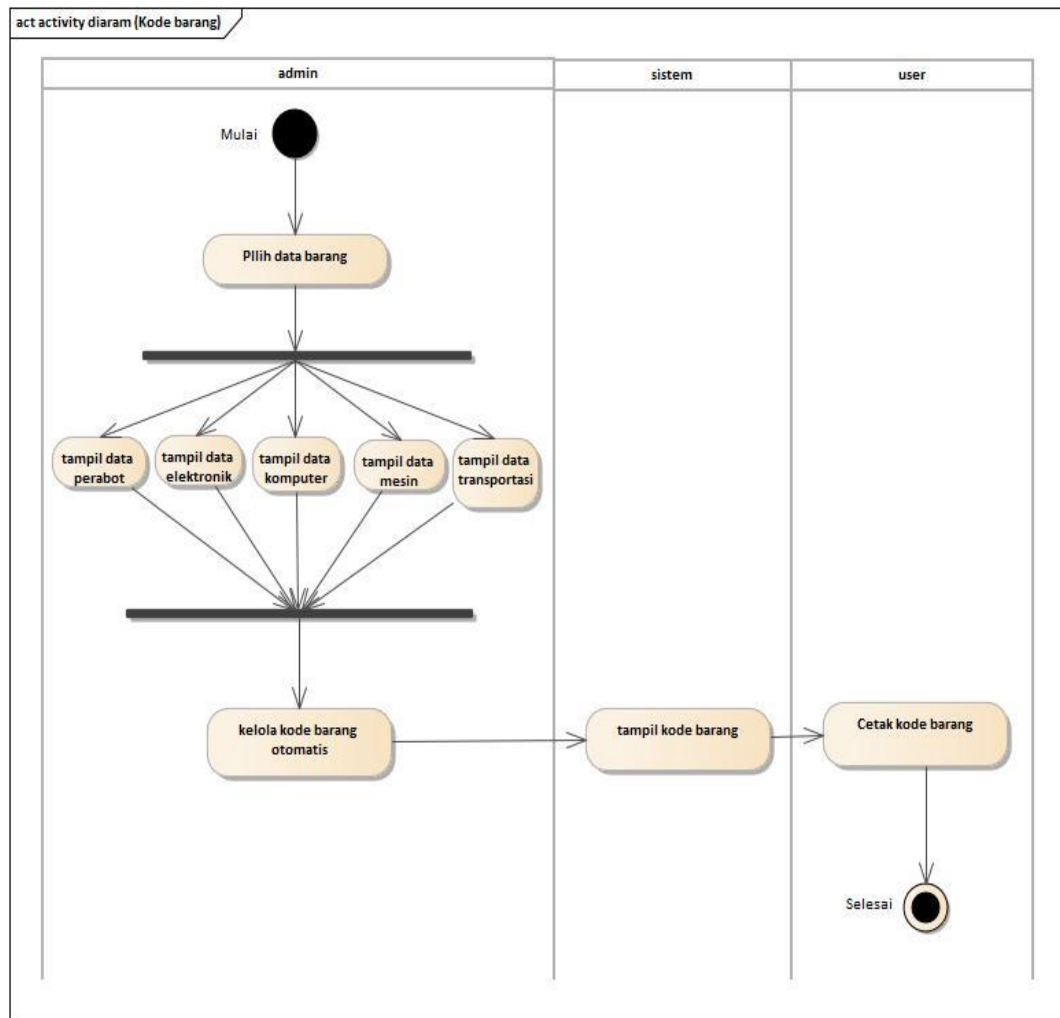 act activity diaram (Kode barang)
admin
sistem
user
Mulai
PIlih data barang
tampil data
perabot
tampil data
elektronik
tampil data
komputer
tampil data
mesin
tampil data
transportasi
kelola kode barang
otomatis
tampil kode barang
Cetak kode barang
Selesai